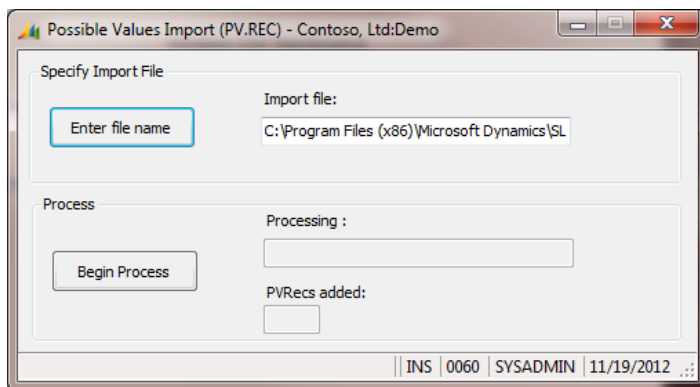 Possible Values Import (PV.REC) - Contoso, Ltd:Demo
Specify Import File
Import file:
Enter file name
C:\Program Files (x86)\Microsoft Dynamics\SL
Process
Processing :
Begin Process
PVRecs added:
INS 0060 SYSADMIN 11/19/2012